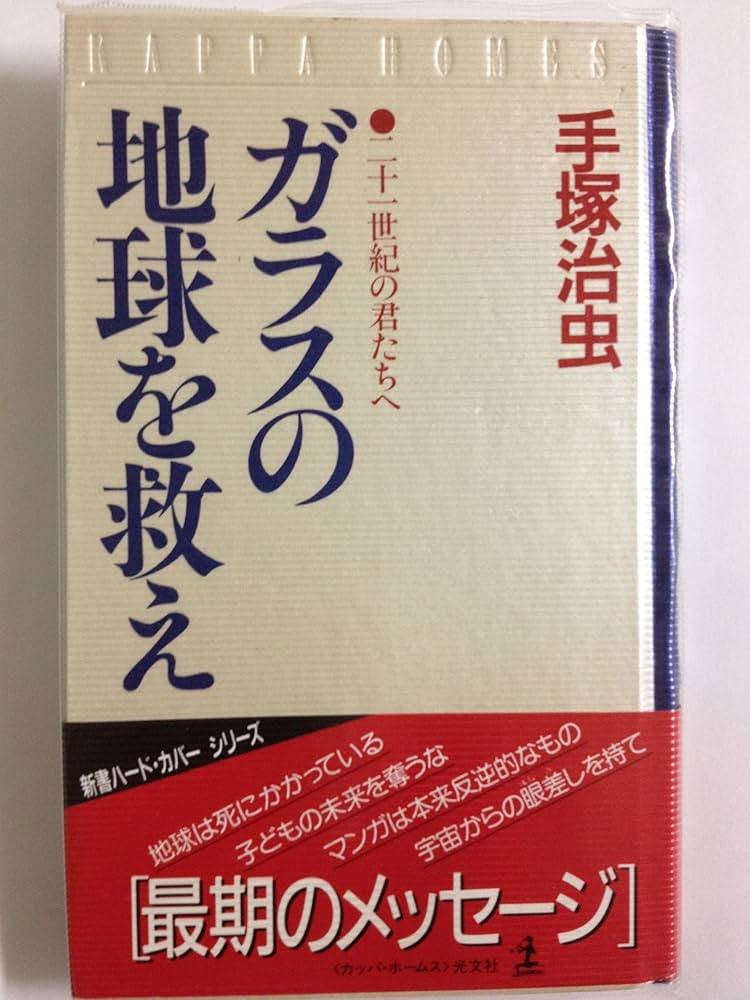 KAPPA HOMES
手塚治虫
●二十一世紀の君たちへ
ガラスの
地球を救え
新書ハード・カバー シリーズ
地球は死にかかっている
子どもの未来を奪うな
マンガは本来反逆的なもの
宇宙からの眼差しを持て
［最期のメッセージ］
〈カッパ・ホームス〉光文社